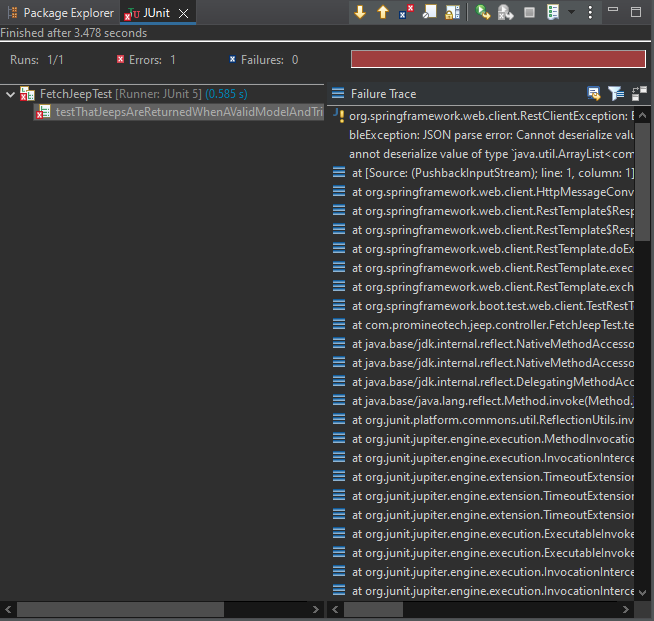 Package Explorer JUnit
Finished after 3.478 seconds
Runs: 1/1 Errors: 1 Failures: 0
FetchJeepTest [Runner: JUnit 5] (0.585 s)
testThatJeepsAreReturnedWhenAValidModelAndTri
Failure Trace
org.springframework.web.client.RestClientException:
bleException: JSON parse error: Cannot deserialize valu
annot deserialize value of type `java.util.ArrayList<com
at [Source: (PushbackInputStream); line: 1, column: 1]
at org.springframework.web.client.HttpMessageConv
at org.springframework.web.client.RestTemplate$Resp
at org.springframework.web.client.RestTemplate$Resp
at org.springframework.web.client.RestTemplate.doEx
at org.springframework.web.client.RestTemplate.exec
at org.springframework.web.client.RestTemplate.exch
at org.springframework.boot.test.web.client.TestRestT
at com.promineotech.jeep.controller.FetchJeepTest.te
at java.base/jdk.internal.reflect.NativeMethodAccesso
at java.base/jdk.internal.reflect.NativeMethodAccesso
at java.base/jdk.internal.reflect.DelegatingMethodAcc
at java.base/java.lang.reflect.Method.invoke(Method.j
at org.junit.platform.commons.util.ReflectionUtils.inv
at org.junit.jupiter.engine.execution.MethodInvocatio
at org.junit.jupiter.engine.execution.InvocationInterce
at org.junit.jupiter.engine.extension.TimeoutExtension
at org.junit.jupiter.engine.extension.TimeoutExtension
at org.junit.jupiter.engine.extension.TimeoutExtension
at org.junit.jupiter.engine.execution.ExecutableInvoke
at org.junit.jupiter.engine.execution.ExecutableInvoke
at org.junit.jupiter.engine.execution.InvocationInterce
at org.junit.jupiter.engine.execution.InvocationInterce